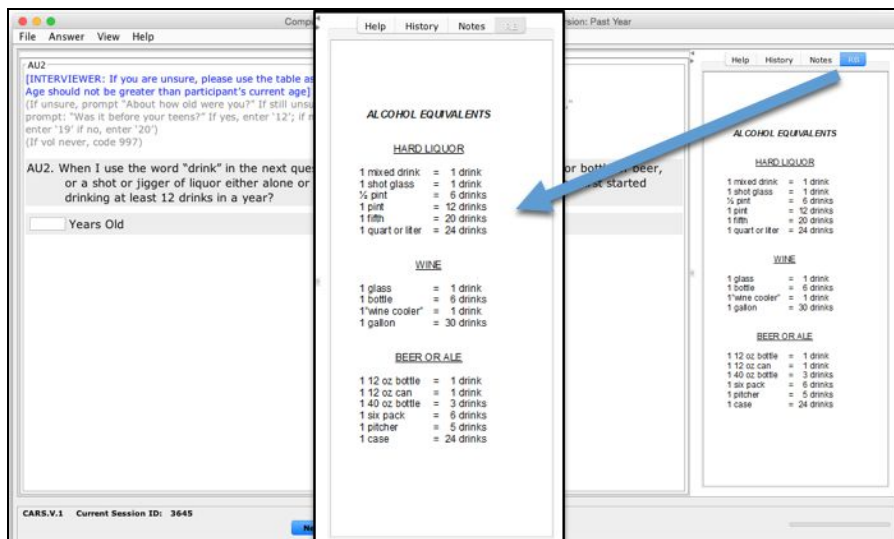 Compu
sion: Past Year
File Answer View Help
AU2
[INTERVIEWER: If you are unsure, please use the table as
Age should not be greater than participant's current age]
(If unsure, prompt "About how old were you?" If still unsu
prompt: "Was it before your teens?" If yes, enter '12'; if n
enter '19' if no, enter '20')
(If vol never, code 997)
AU2. When I use the word "drink" in the next ques
or a shot or jigger of liquor either alone or
drinking at least 12 drinks in a year?
Years Old
or bottle of beer,
rst started
CARS.V.1 Current Session ID: 3645
Help History Notes
ALCOHOL EQUIVALENTS
HARD LIQUOR
1 mixed drink = 1 drink
1 shot glass = 1 drink
½ pint = 6 drinks
1 pint = 12 drinks
1 fifth = 20 drinks
1 quart or liter = 24 drinks
WINE
1 glass = 1 drink
1 bottle = 6 drinks
1"wine cooler" = 1 drink
1 gallon = 30 drinks
BEER OR ALE
1 12 oz bottle = 1 drink
1 12 oz can = 1 drink
1 40 oz bottle = 3 drinks
1 six pack = 6 drinks
1 pitcher = 5 drinks
1 case = 24 drinks
Help History Notes
ALCOHOL EQUIVALENTS
HARD LIQUOR
1 mixed drink = 1 drink
1 shot glass = 1 drink
½ pint = 6 drinks
1 pint = 12 drinks
1 fifth = 20 drinks
1 quart or liter = 24 drinks
WINE
1 glass = 1 drink
1 bottle = 6 drinks
1"wine cooler" = 1 drink
1 gallon = 30 drinks
BEER OR ALE
1 12 oz bottle = 1 drink
1 12 oz can = 1 drink
1 40 oz bottle = 3 drinks
1 six pack = 6 drinks
1 pitcher = 5 drinks
1 case = 24 drinks